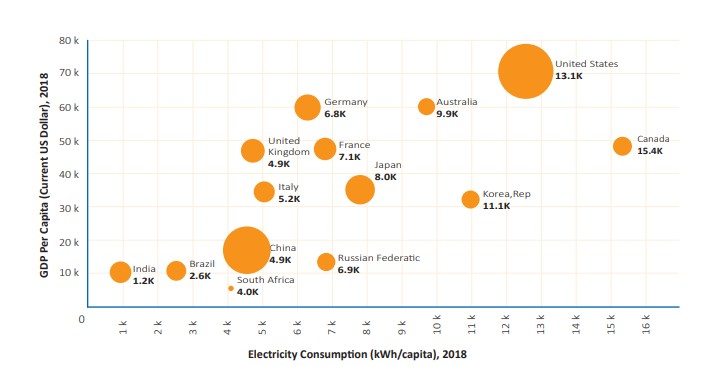 80 k
70 k
60 k
50 k
40 k
30 k
20 k
10 k
0
GDP Per Capita (Current US Dollar), 2018
United States
13.1K
Germany
6.8K
Australia
9.9K
United
Kingdom
4.9K
France
7.1K
Canada
15.4K
Japan
8.0K
Italy
5.2K
Korea,Rep
11.1K
China
4.9K
Russian Federatic
6.9K
India
1.2K
Brazil
2.6K
South Africa
4.0K
1 k
2 k
3 k
4 k
5 k
6 k
7 k
8 k
9 k
10 k
11 k
12 k
13 k
14 k
15 k
16 k
Electricity Consumption (kWh/capita), 2018